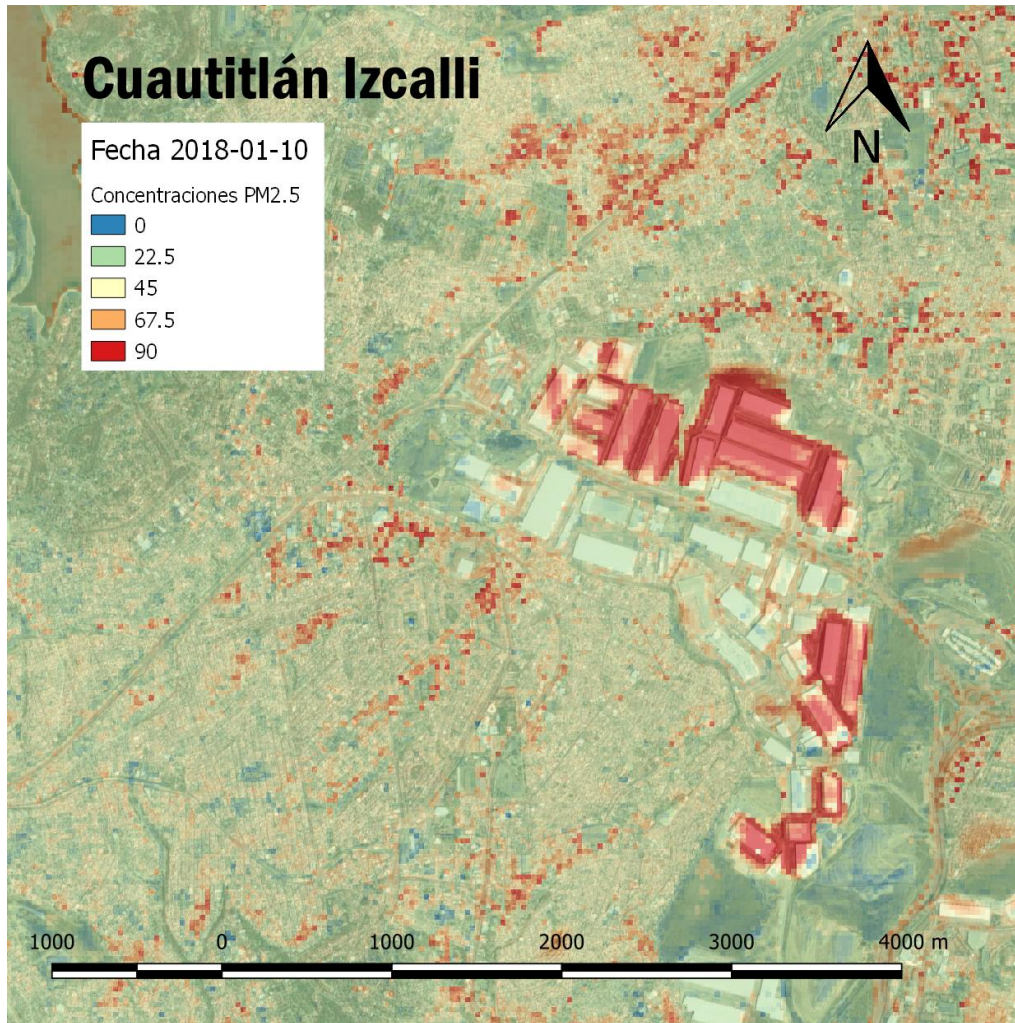 Cuautitlán Izcalli
N
Fecha 2018-01-10
Concentraciones PM2.5
0
22.5
45
67.5
90
1000 0 1000 2000 3000 4000 m